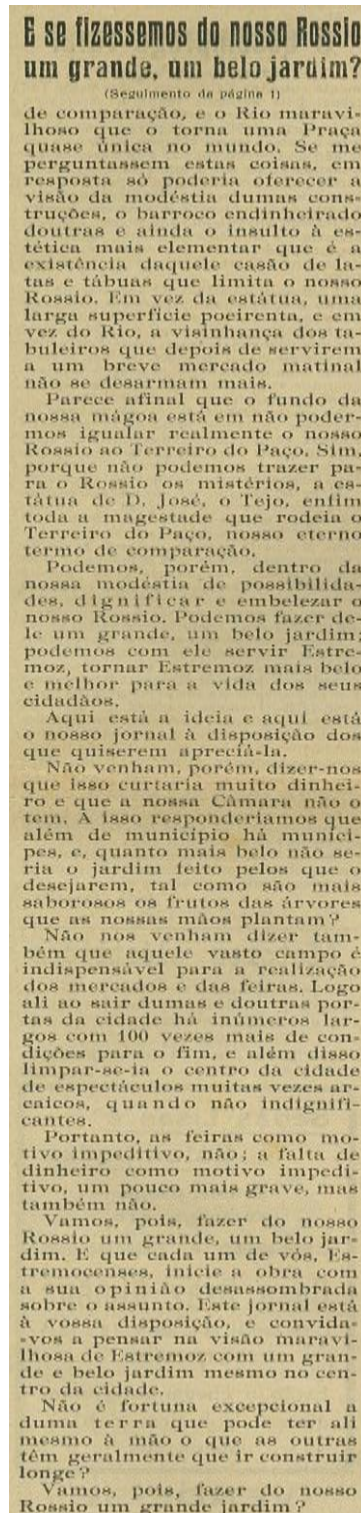 E se fizessemos do nosso Rossio
um grande, um belo jardim?
(Seguimento da página 1)
de comparação, e o Rio maravi-
lhoso que o torna uma Praça
quase única no mundo. Se me
perguntassem estas coisas, em
resposta só poderia oferecer a
visão da modéstia dumas cons-
truções, o barroco endinheirado
doutras e ainda o insulto à es-
tética mais elementar que é a
existência daquele casão de la-
tas e tábuas que limita o nosso
Rossio. Em vez da estátua, uma
larga superfície poeirenta, e em
vez do Rio, a visinhança dos ta-
buleiros que depois de servirem
a um breve mercado matinal
não se desarmam mais.
Parece afinal que o fundo da
nossa mágoa está em não poder-
mos igualar realmente o nosso
Rossio ao Terreiro do Paço. Sim,
porque não podemos trazer pa-
ra o Rossio os mistérios, a es-
tátua de D. José, o Tejo, enfim
toda a magestade que rodeia o
Terreiro do Paço, nosso eterno
termo de comparação.
Podemos, porém, dentro da
nossa modéstia de possibilida-
des, dignificar e embelezar o
nosso Rossio. Podemos fazer de-
le um grande, um belo jardim;
podemos com ele servir Estre-
moz, tornar Estremoz mais belo
e melhor para a vida dos seus
cidadãos.
Aqui está a ideia e aqui está
o nosso jornal à disposição dos
que quiserem apreciá-la.
Não venham, porém, dizer-nos
que isso curtaria muito dinhei-
ro e que a nossa Câmara não o
tem. A isso responderiamos que
além de município há muníci-
pes, e, quanto mais belo não se-
ria o jardim feito pelos que o
desejarem, tal como são mais
saborosos os frutos das árvores
que as nossas mãos plantam?
Não nos venham dizer tam-
bém que aquele vasto campo é
indispensável para a realização
dos mercados e das feiras. Logo
ali ao sair dumas e doutras por-
tas da cidade há inúmeros lar-
gos com 100 vezes mais de con-
dições para o fim, e além disso
limpar-se-ia o centro da cidade
de espectáculos muitas vezes ar-
caicos, quando não indignifi-
cantes.
Portanto, as feiras como mo-
tivo impeditivo, não; a falta de
dinheiro como motivo impedi-
tivo, um pouco mais grave, mas
também não.
Vamos, pois, fazer do nosso
Rossio um grande, um belo jar-
dim. E que cada um de vós, Es-
tremocenses, inicie a obra com
a sua opinião desassombrada
sobre o assunto. Este jornal está
à vossa disposição, e convida-
-vos a pensar na visão maravi-
lhosa de Estremoz com um gran-
de e belo jardim mesmo no cen-
tro da cidade.
Não é fortuna excepcional a
duma terra que pode ter ali
mesmo à mão o que as outras
têm geralmente que ir construir
longe?
Vamos, pois, fazer do nosso
Rossio um grande jardim?